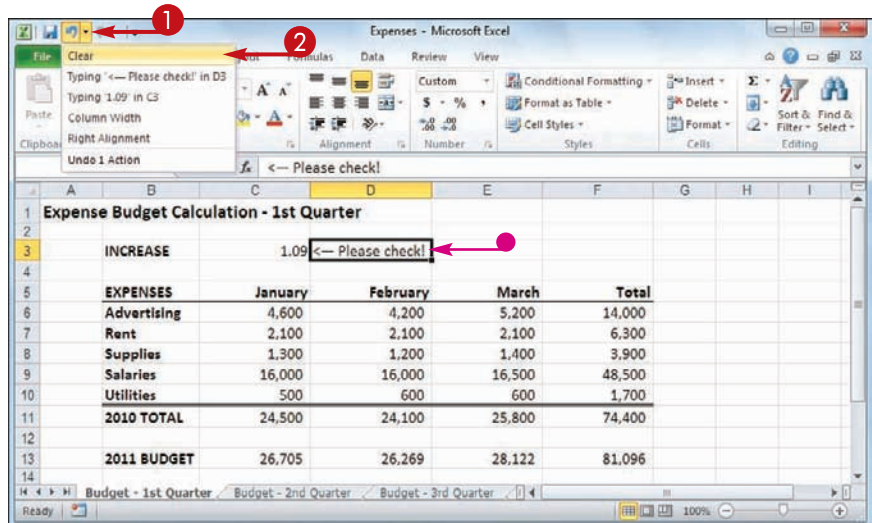 1
2
Expenses - Microsoft Excel
File
Data Review View
Clear
Typing '<— Please check!' in D3
Typing '1.09' in C3
Column Width
Right Alignment
Undo 1 Action
Paste
A A
A
Custom
$ - % ,
.00 .00
Conditional Formatting
Format as Table
Cell Styles
Insert
Delete
Format
Σ
Sort & Filter
Find & Select
Alignment Number Styles Cells Editing
fx <— Please check!
A B C D E F G H I
1 Expense Budget Calculation - 1st Quarter
2
3 INCREASE 1.09 <— Please check!
4
5 EXPENSES January February March Total
6 Advertising 4,600 4,200 5,200 14,000
7 Rent 2,100 2,100 2,100 6,300
8 Supplies 1,300 1,200 1,400 3,900
9 Salaries 16,000 16,000 16,500 48,500
10 Utilities 500 600 600 1,700
11 2010 TOTAL 24,500 24,100 25,800 74,400
12
13 2011 BUDGET 26,705 26,269 28,122 81,096
14
Budget - 1st Quarter Budget - 2nd Quarter Budget - 3rd Quarter
Ready 100%